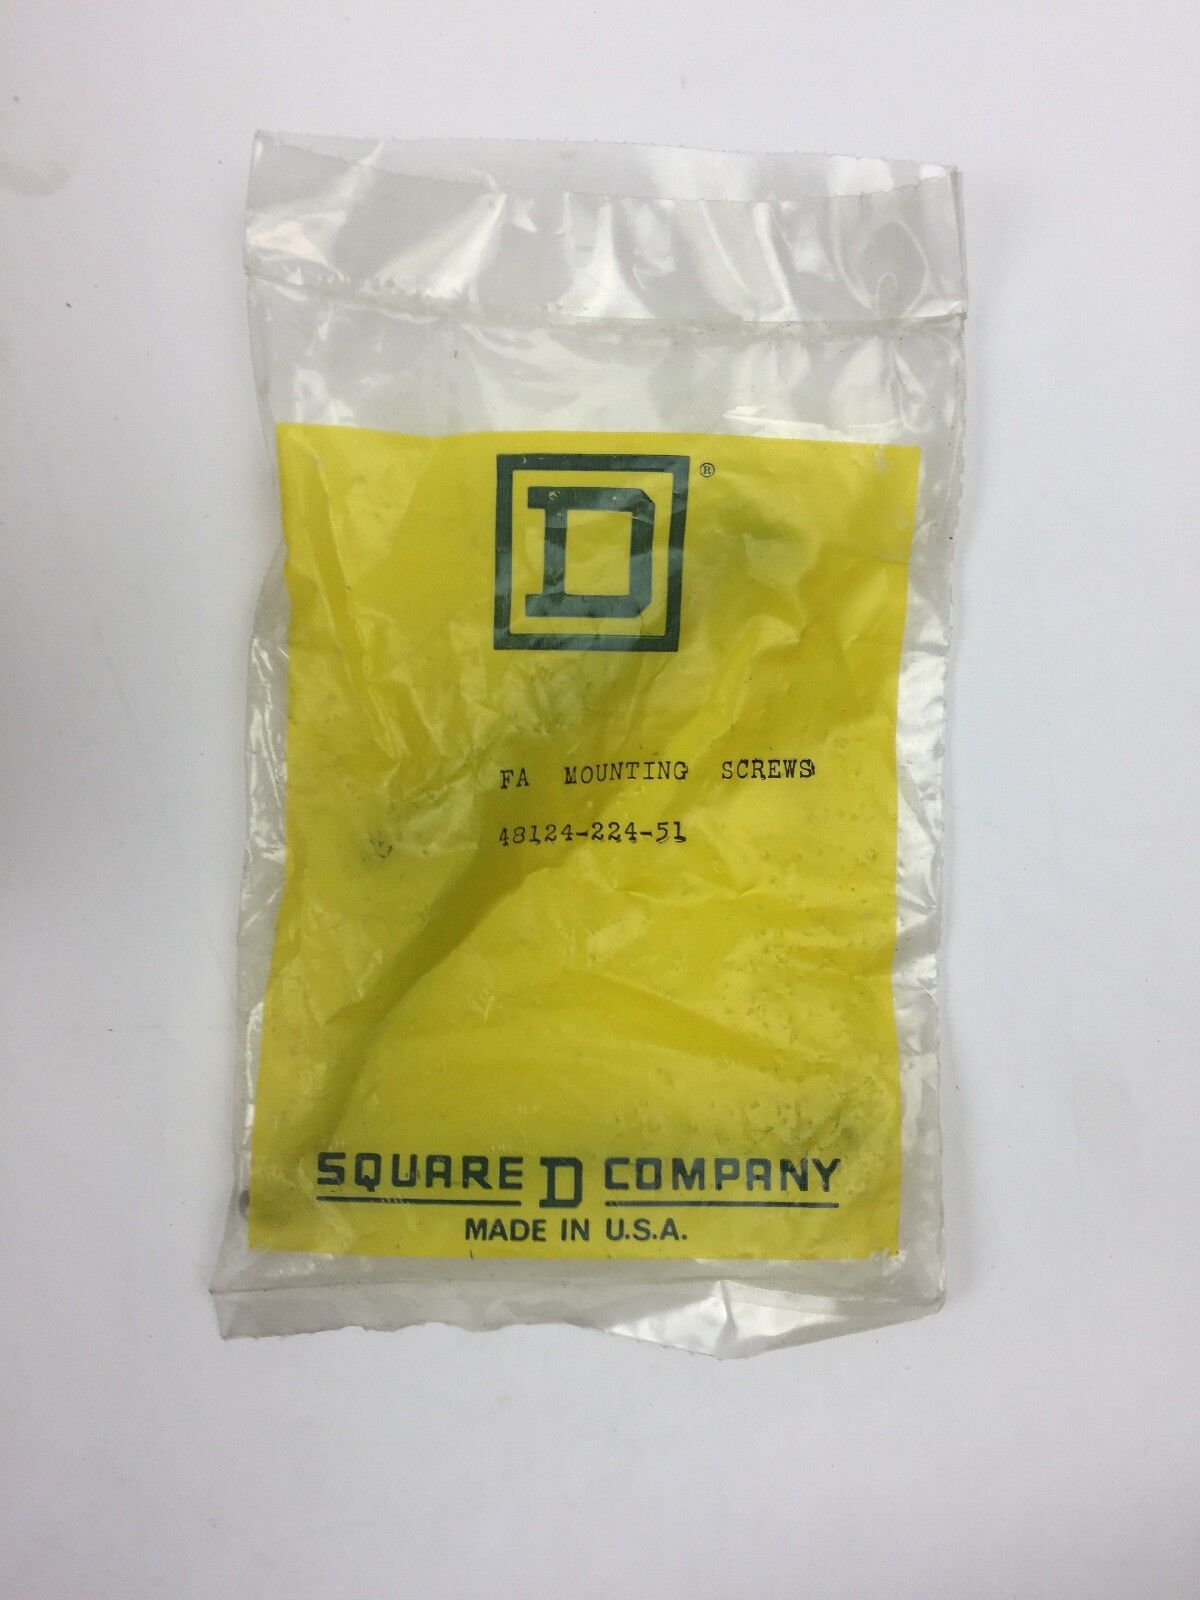 D ®
FA MOUNTING SCREWS
48124-224-51
SQUARE D COMPANY
MADE IN U.S.A.